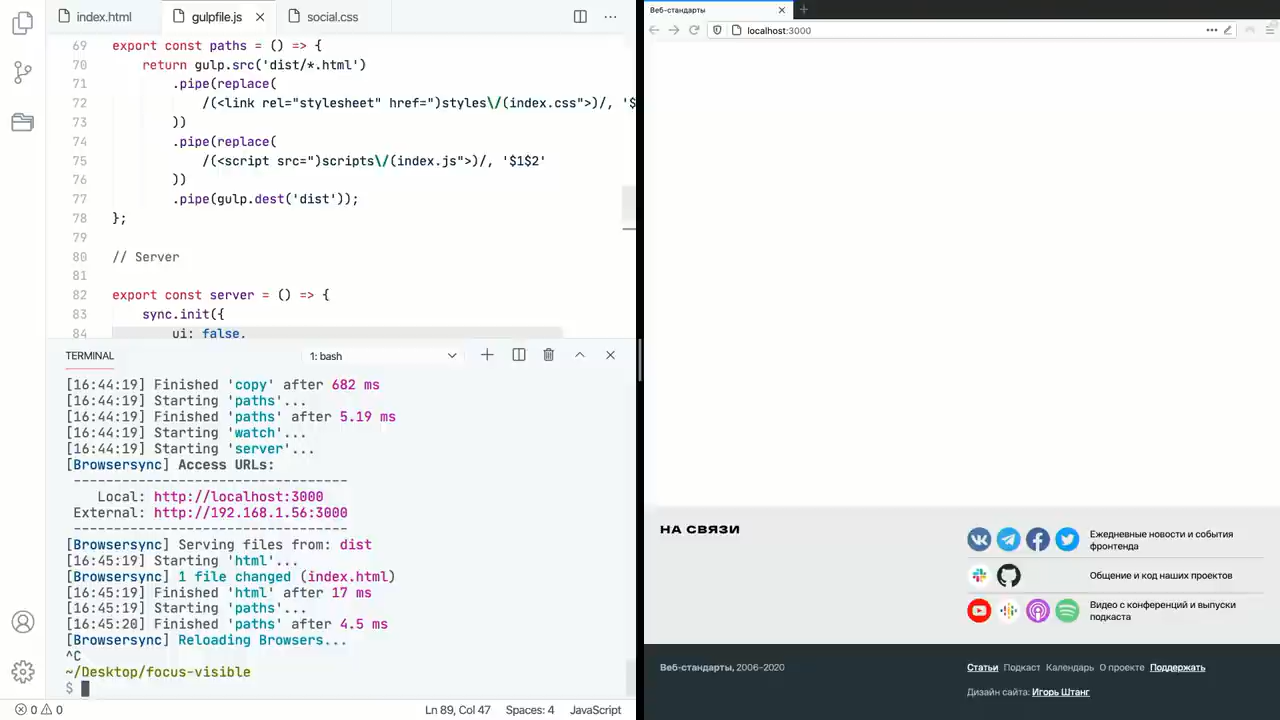 index.html
gulpfile.js
social.css
69 export const paths = () => {
70 return gulp.src('dist/*.html')
71 .pipe(replace(
72 /(<link rel="stylesheet" href=")styles\/(index.css">)/, '$
73 ))
74 .pipe(replace(
75 /(<script src=")scripts\/(index.js">)/, '$1$2'
76 ))
77 .pipe(gulp.dest('dist'));
78 };
79
80 // Server
81
82 export const server = () => {
83 sync.init({
84 ui: false,
TERMINAL
1: bash
[16:44:19] Finished 'copy' after 682 ms
[16:44:19] Starting 'paths'...
[16:44:19] Finished 'paths' after 5.19 ms
[16:44:19] Starting 'watch'...
[16:44:19] Starting 'server'...
[Browsersync] Access URLs:
---------------------------------
Local: http://localhost:3000
External: http://192.168.1.56:3000
---------------------------------
[Browsersync] Serving files from: dist
[16:45:19] Starting 'html'...
[Browsersync] 1 file changed (index.html)
[16:45:19] Finished 'html' after 17 ms
[16:45:19] Starting 'paths'...
[16:45:20] Finished 'paths' after 4.5 ms
[Browsersync] Reloading Browsers...
^C
~/Desktop/focus-visible
$
0 0
Ln 89, Col 47
Spaces: 4
JavaScript
Веб-стандарты
localhost:3000
НА СВЯЗИ
Ежедневные новости и события
фронтенда
Общение и код наших проектов
Видео с конференций и выпуски
подкаста
Веб-стандарты, 2006–2020
Статьи Подкаст Календарь О проекте Поддержать
Дизайн сайта: Игорь Штанг